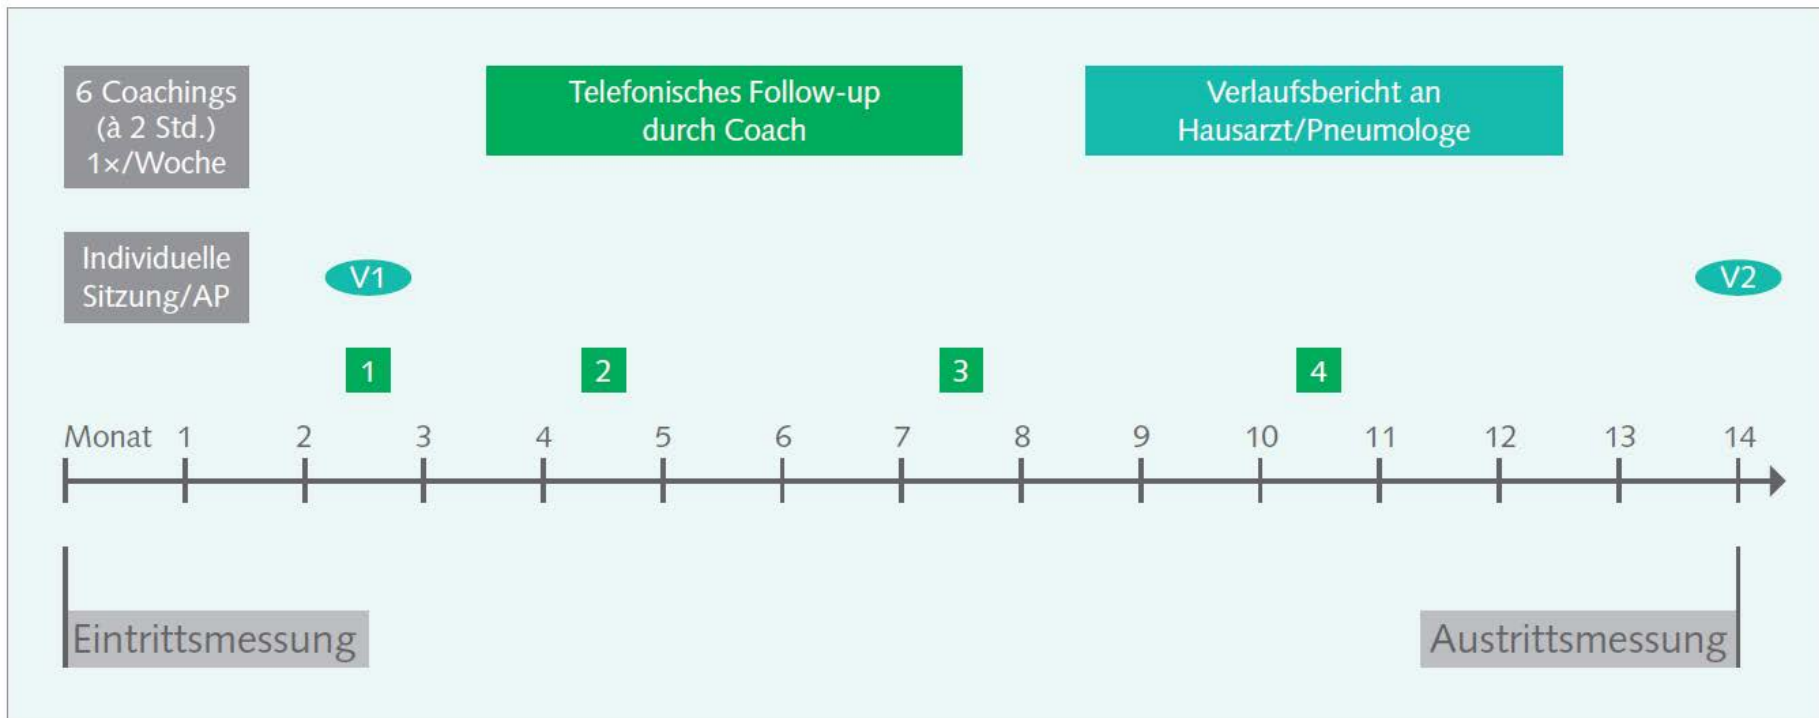 6 Coachings
(à 2 Std.)
1×/Woche
Telefonisches Follow-up
durch Coach
Verlaufsbericht an
Hausarzt/Pneumologe
Individuelle
Sitzung/AP
V1
V2
1
2
3
4
Monat 1 2 3 4 5 6 7 8 9 10 11 12 13 14
Eintrittsmessung
Austrittsmessung